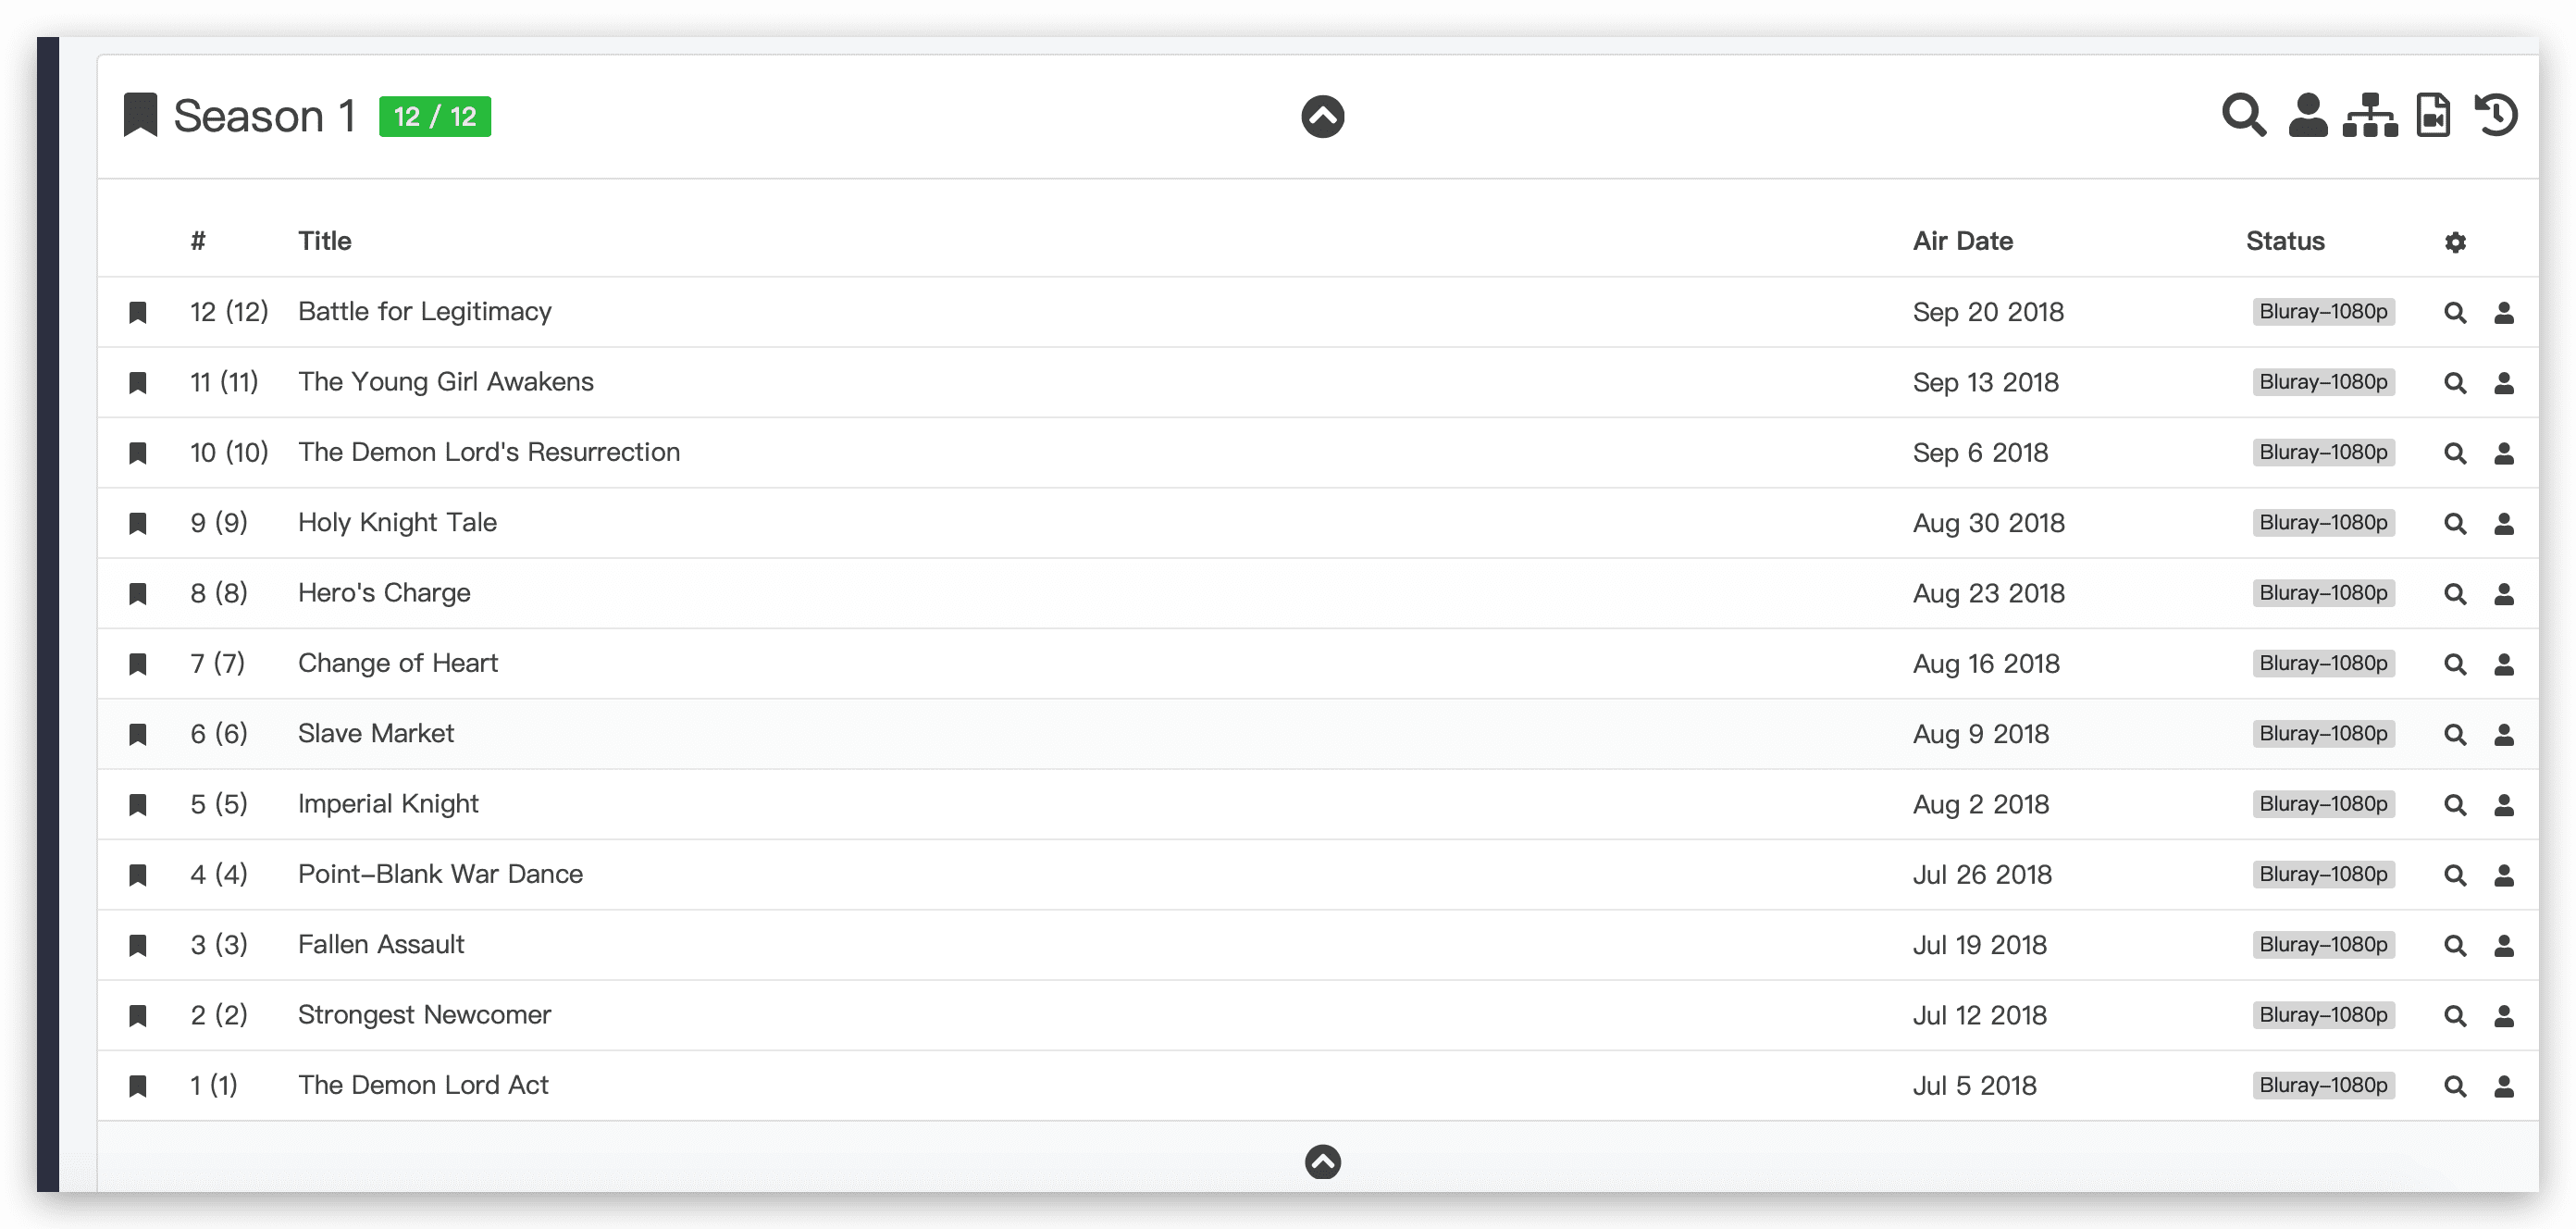 Season 1 12 / 12
# Title Air Date Status
12 (12) Battle for Legitimacy Sep 20 2018 Bluray-1080p
11 (11) The Young Girl Awakens Sep 13 2018 Bluray-1080p
10 (10) The Demon Lord's Resurrection Sep 6 2018 Bluray-1080p
9 (9) Holy Knight Tale Aug 30 2018 Bluray-1080p
8 (8) Hero's Charge Aug 23 2018 Bluray-1080p
7 (7) Change of Heart Aug 16 2018 Bluray-1080p
6 (6) Slave Market Aug 9 2018 Bluray-1080p
5 (5) Imperial Knight Aug 2 2018 Bluray-1080p
4 (4) Point-Blank War Dance Jul 26 2018 Bluray-1080p
3 (3) Fallen Assault Jul 19 2018 Bluray-1080p
2 (2) Strongest Newcomer Jul 12 2018 Bluray-1080p
1 (1) The Demon Lord Act Jul 5 2018 Bluray-1080p